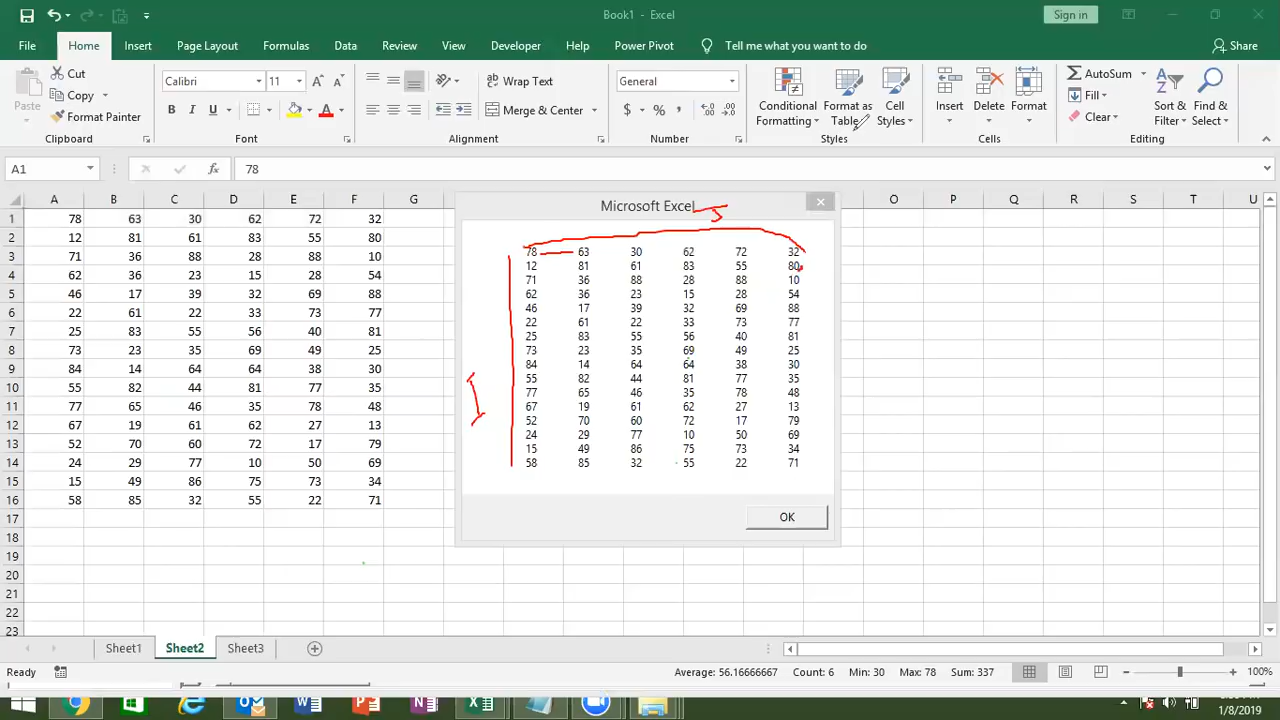 Book1 - Excel
Sign in
File Home Insert Page Layout Formulas Data Review View Developer Help Power Pivot Tell me what you want to do Share
Paste
Cut
Copy
Format Painter
Clipboard
Calibri 11
B I U
Font
Wrap Text
Merge & Center
Alignment
General
$ % ,
Number
Conditional Formatting
Format as Table
Cell Styles
Styles
Insert Delete Format
Cells
AutoSum
Fill
Clear
Sort & Filter
Find & Select
Editing
A1 fx 78
A B C D E F G O P Q R S T U
1 78 63 30 62 72 32
2 12 81 61 83 55 80
3 71 36 88 28 88 10
4 62 36 23 15 28 54
5 46 17 39 32 69 88
6 22 61 22 33 73 77
7 25 83 55 56 40 81
8 73 23 35 69 49 25
9 84 14 64 64 38 30
10 55 82 44 81 77 35
11 77 65 46 35 78 48
12 67 19 61 62 27 13
13 52 70 60 72 17 79
14 24 29 77 10 50 69
15 15 49 86 75 73 34
16 58 85 32 55 22 71
17
18
19
20
21
22
23
Microsoft Excel
J
78 63 30 62 72 32
12 81 61 83 55 80
71 36 88 28 88 10
62 36 23 15 28 54
46 17 39 32 69 88
22 61 22 33 73 77
25 83 55 56 40 81
73 23 35 69 49 25
84 14 64 64 38 30
55 82 44 81 77 35
77 65 46 35 78 48
67 19 61 62 27 13
52 70 60 72 17 79
24 29 77 10 50 69
15 49 86 75 73 34
58 85 32 55 22 71
I
OK
Sheet1 Sheet2 Sheet3
Ready Average: 56.16666667 Count: 6 Min: 30 Max: 78 Sum: 337 100%
1/8/2019